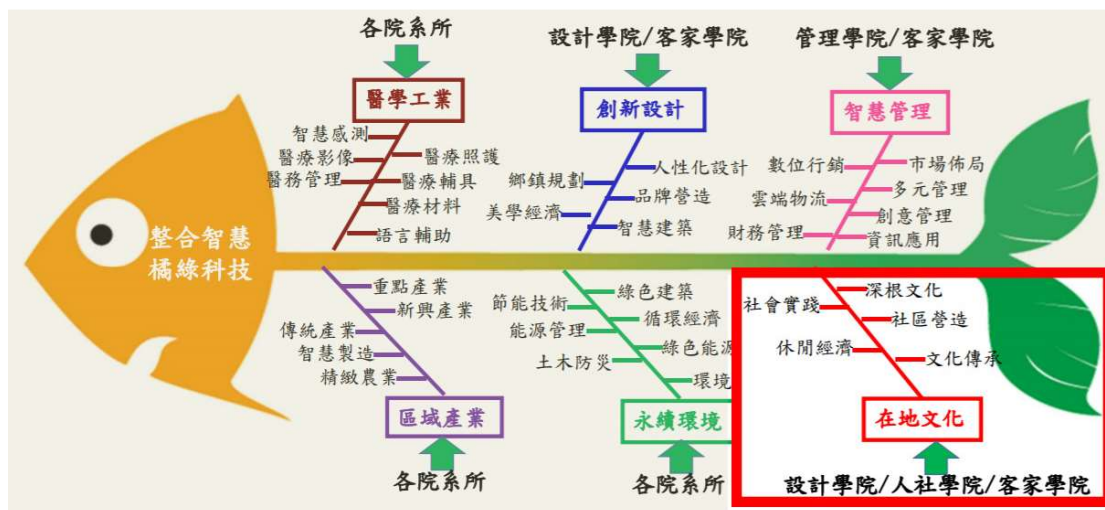 各院系所
設計學院/客家學院
管理學院/客家學院
醫學工業
創新設計
智慧管理
智慧感測
醫療影像
醫療照護
醫務管理
醫療輔具
醫療材料
語言輔助
人性化設計
鄉鎮規劃
品牌營造
美學經濟
智慧建築
數位行銷
市場佈局
多元管理
雲端物流
創意管理
財務管理
資訊應用
整合智慧
橘綠科技
重點產業
新興產業
傳統產業
智慧製造
精緻農業
綠色建築
節能技術
循環經濟
能源管理
綠色能源
土木防災
環境
深根文化
社會實踐
社區營造
休閒經濟
文化傳承
區域產業
永續環境
在地文化
各院系所
各院系所
設計學院/人社學院/客家學院